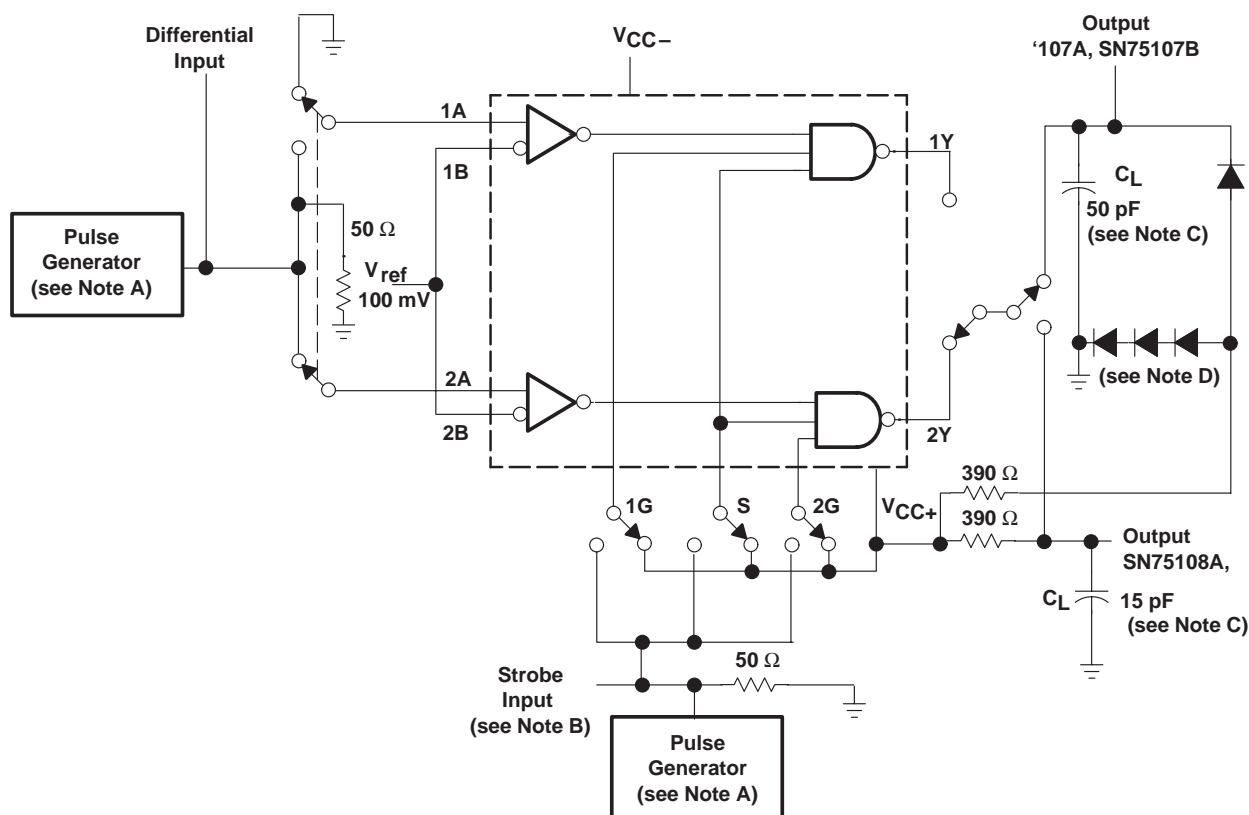 Differential
Input
VCC−
Output
‘107A, SN75107B
1A
1B
1Y
CL
50 pF
(see Note C)
Pulse
Generator
(see Note A)
50 Ω
Vref
100 mV
2A
2B
2Y
(see Note D)
1G
S
2G
VCC+
390 Ω
390 Ω
Output
SN75108A,
CL
15 pF
(see Note C)
Strobe
Input
(see Note B)
50 Ω
Pulse
Generator
(see Note A)